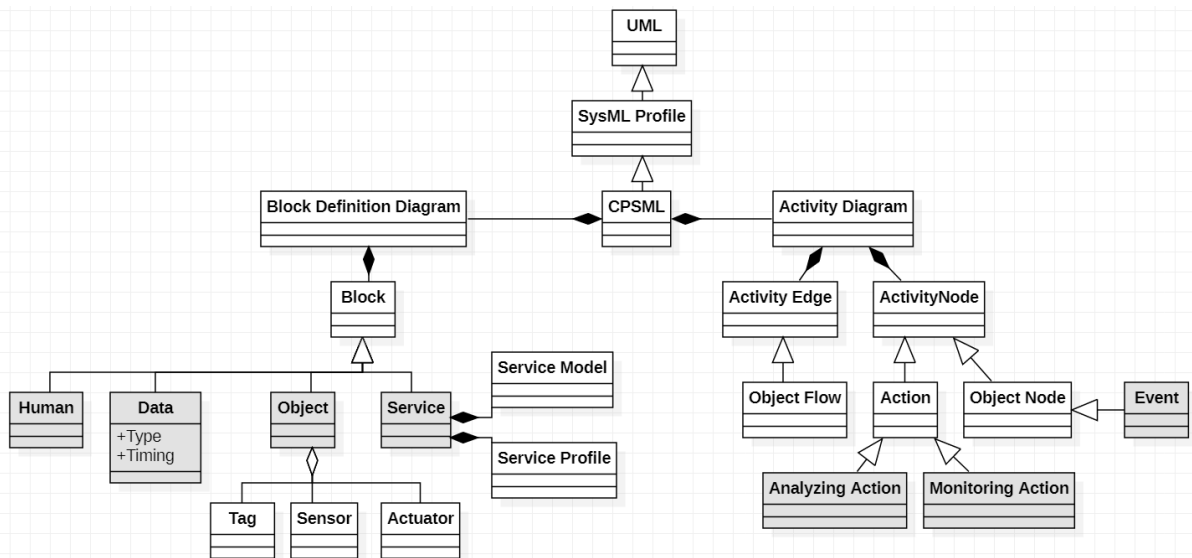 UML
SysML Profile
Block Definition Diagram
CPSML
Activity Diagram
Block
Activity Edge
ActivityNode
Service Model
Human
Data
+Type
+Timing
Object
Service
Object Flow
Action
Object Node
Event
Service Profile
Analyzing Action
Monitoring Action
Tag
Sensor
Actuator